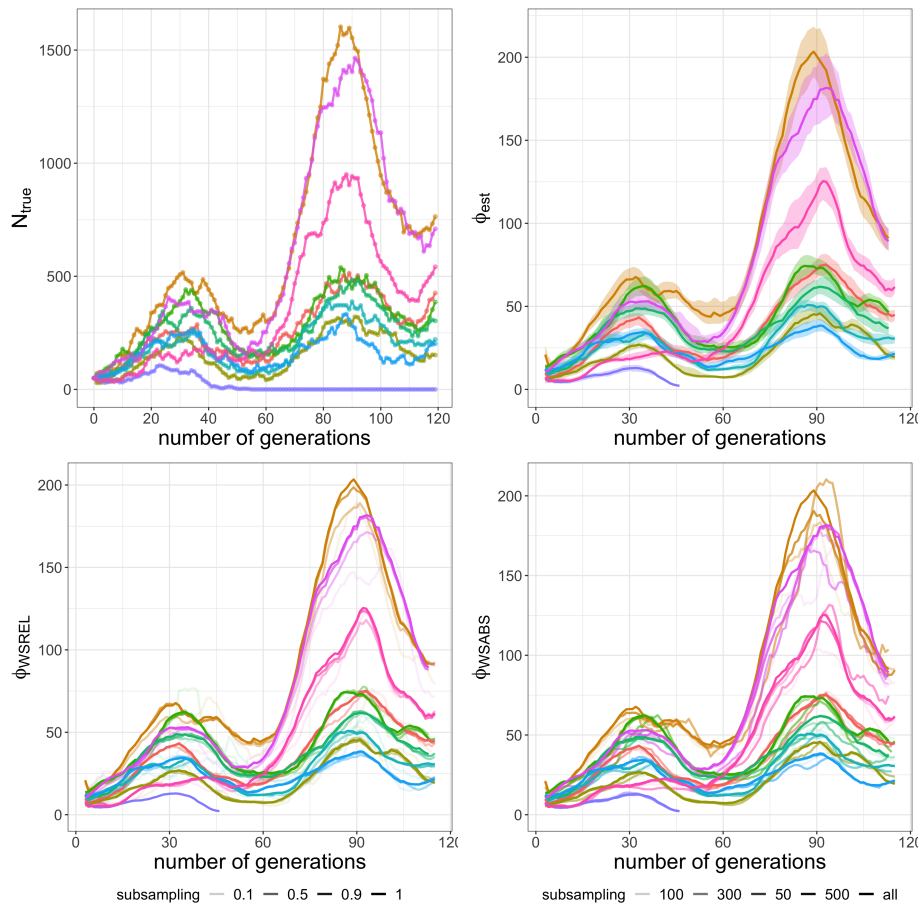 1500
1000
500
0
N_true
0 20 40 60 80 100 120
number of generations
200
150
100
50
0
ϕ_est
0 30 60 90 120
number of generations
200
150
100
50
0
ϕ_WSREL
0 30 60 90 120
number of generations
subsampling 0.1 0.5 0.9 1
200
150
100
50
0
ϕ_WSABS
0 30 60 90 120
number of generations
subsampling 100 300 50 500 all